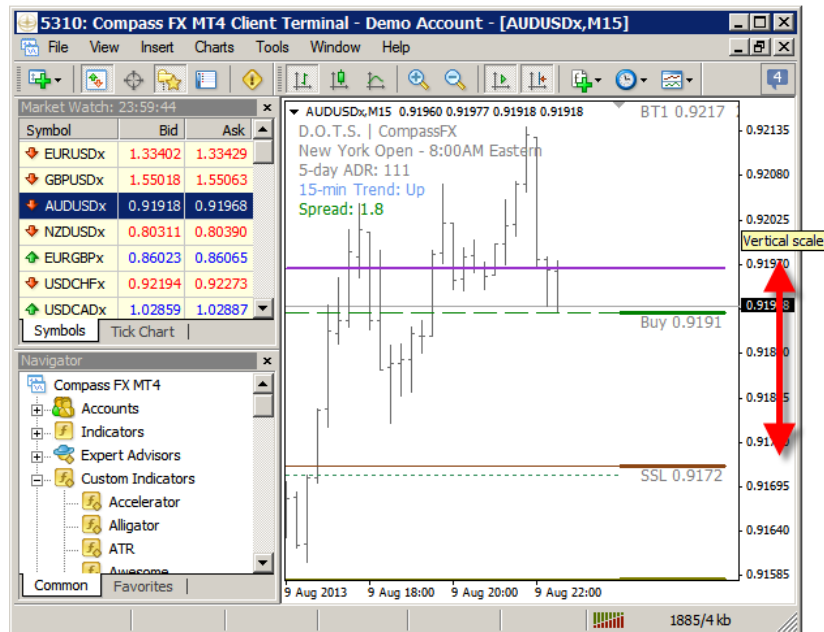 5310: Compass FX MT4 Client Terminal - Demo Account - [AUDUSDx,M15]
File View Insert Charts Tools Window Help
4
Market Watch: 23:59:44
Symbol Bid Ask
EURUSDx 1.33402 1.33429
GBPUSDx 1.55018 1.55063
AUDUSDx 0.91918 0.91968
NZDUSDx 0.80311 0.80390
EURGBPx 0.86023 0.86065
USDCHFx 0.92194 0.92273
USDCADx 1.02859 1.02887
Symbols Tick Chart
Navigator
Compass FX MT4
Accounts
Indicators
Expert Advisors
Custom Indicators
Accelerator
Alligator
ATR
Awesome
Common Favorites
AUDUSDx,M15 0.91960 0.91977 0.91918 0.91918
BT1 0.9217
D.O.T.S. | CompassFX
New York Open - 8:00AM Eastern
5-day ADR: 111
15-min Trend: Up
Spread: 1.8
Buy 0.9191
SSL 0.9172
0.92135
0.92080
0.92025
Vertical scale
0.91970
0.91695
0.91640
0.91585
9 Aug 2013 9 Aug 18:00 9 Aug 20:00 9 Aug 22:00
1885/4 kb